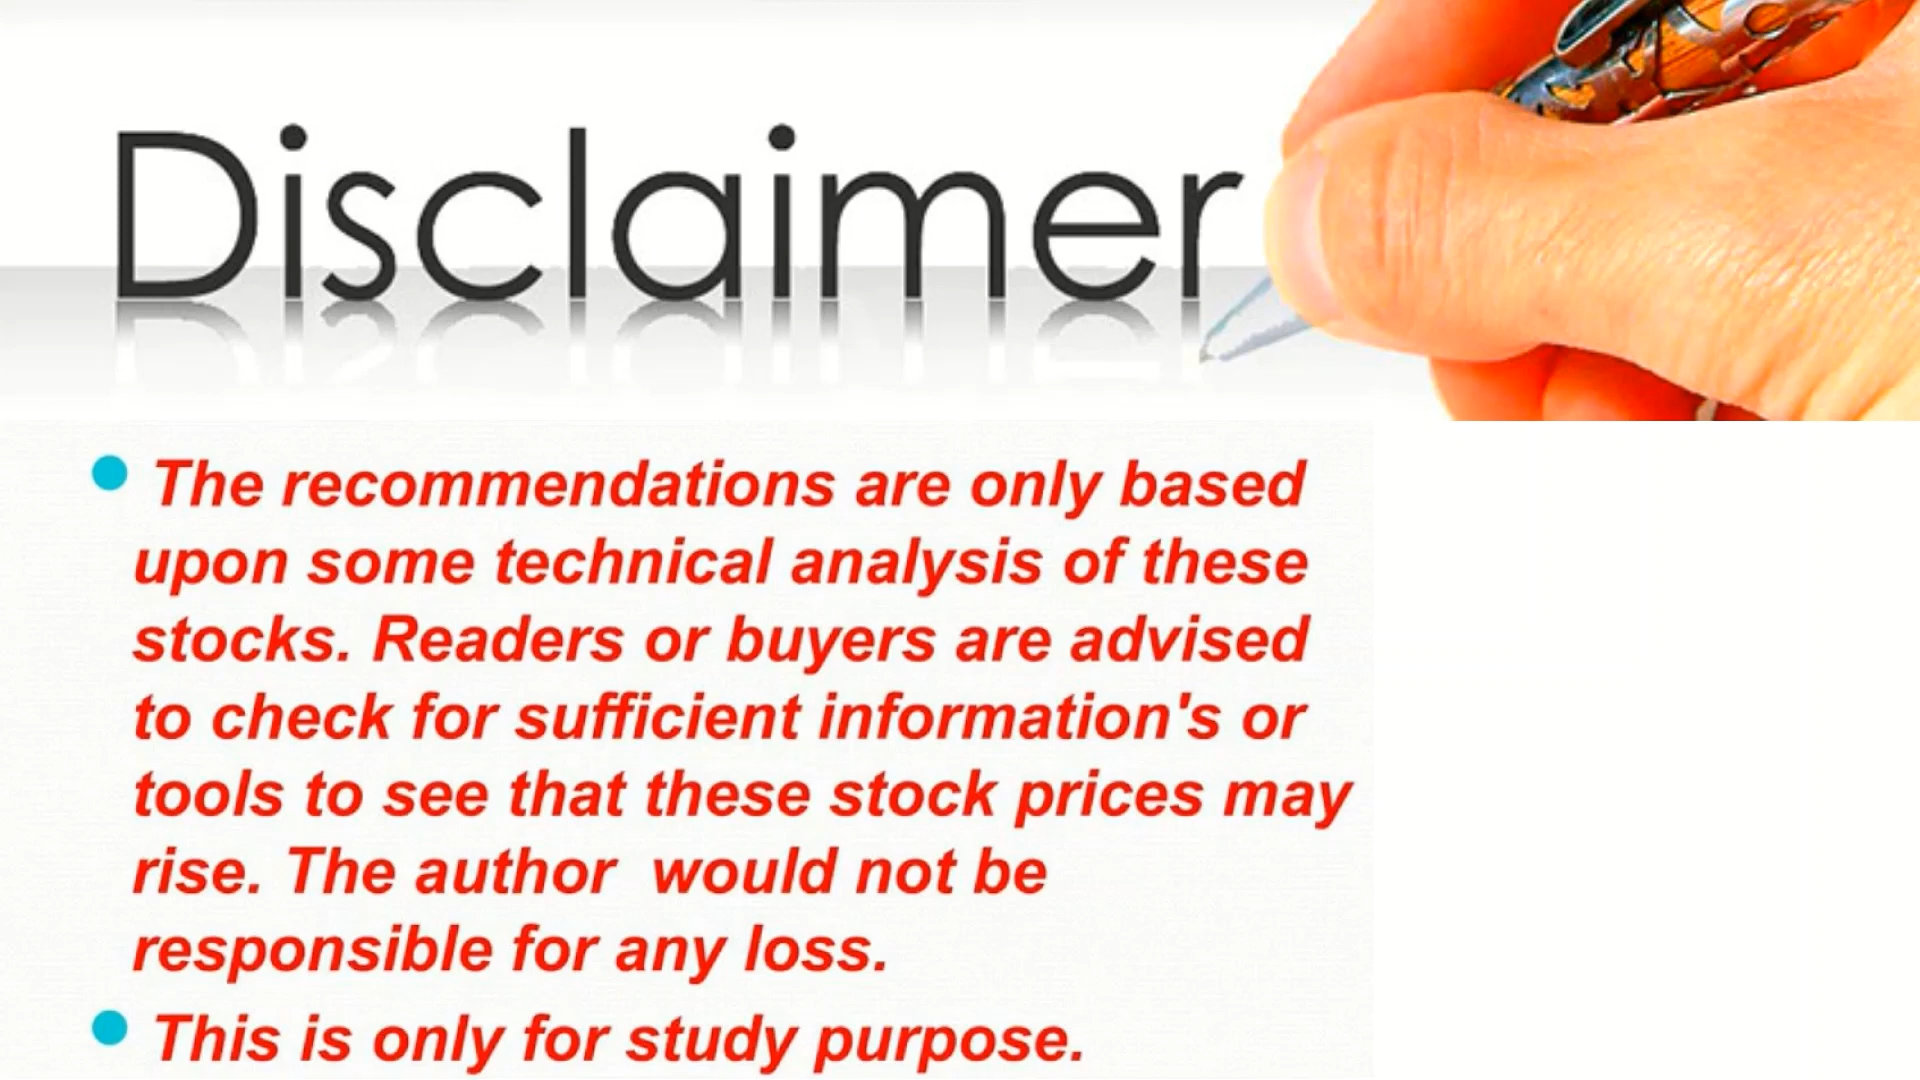 Disclaimer
The recommendations are only based
upon some technical analysis of these
stocks. Readers or buyers are advised
to check for sufficient information's or
tools to see that these stock prices may
rise. The author  would not be
responsible for any loss.
This is only for study purpose.